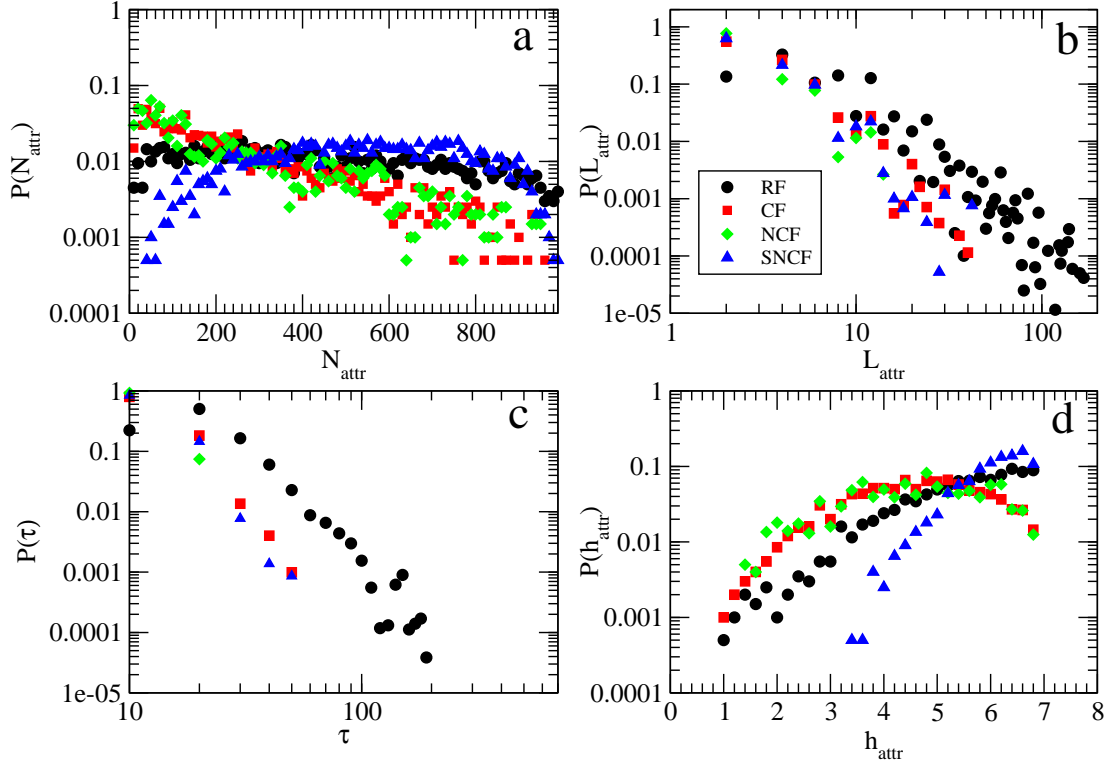 a
1
0.1
0.01
0.001
0.0001
P(N_attr)
0 200 400 600 800
N_attr
b
1
0.1
0.01
0.001
0.0001
1e-05
P(L_attr)
RF
CF
NCF
SNCF
1 10 100
L_attr
c
1
0.1
0.01
0.001
0.0001
1e-05
P(τ)
10 100
τ
d
1
0.1
0.01
0.001
0.0001
P(h_attr)
0 1 2 3 4 5 6 7 8
h_attr